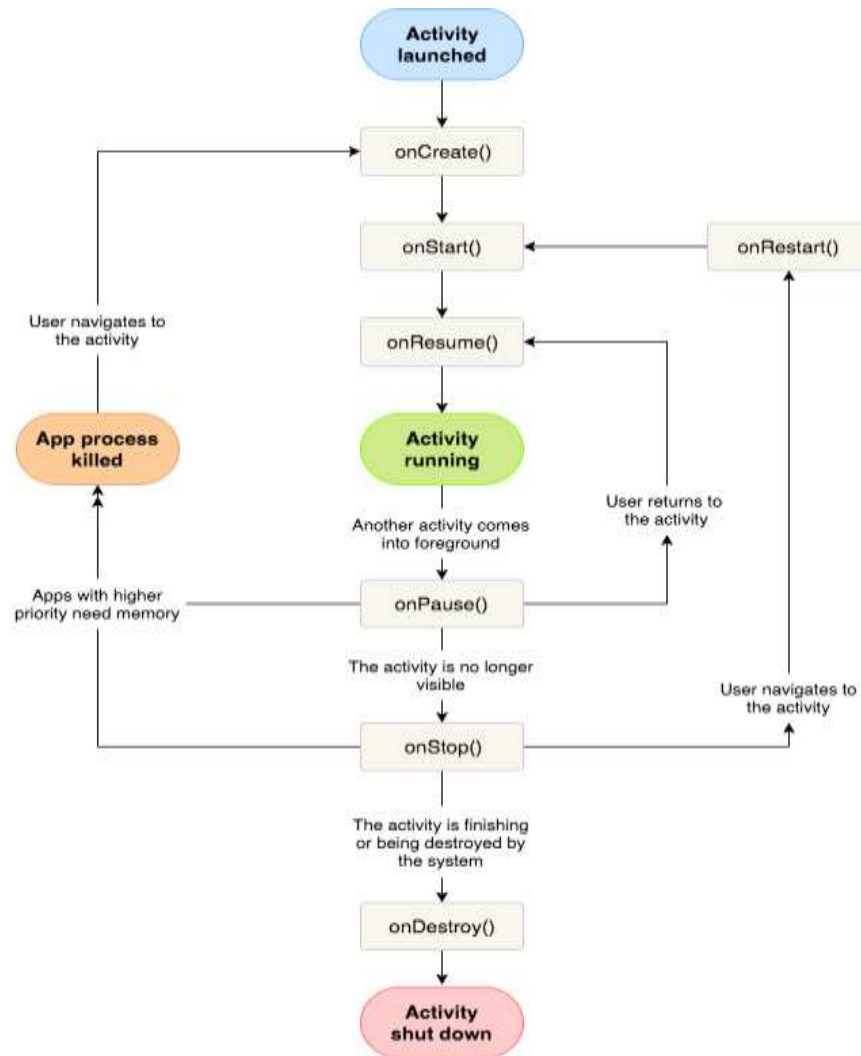 Activity
launched
onCreate()
onStart()
onRestart()
User navigates to
the activity
onResume()
App process
killed
Activity
running
User returns to
the activity
Another activity comes
into foreground
Apps with higher
priority need memory
onPause()
The activity is no longer
visible
User navigates to
the activity
onStop()
The activity is finishing
or being destroyed by
the system
onDestroy()
Activity
shut down